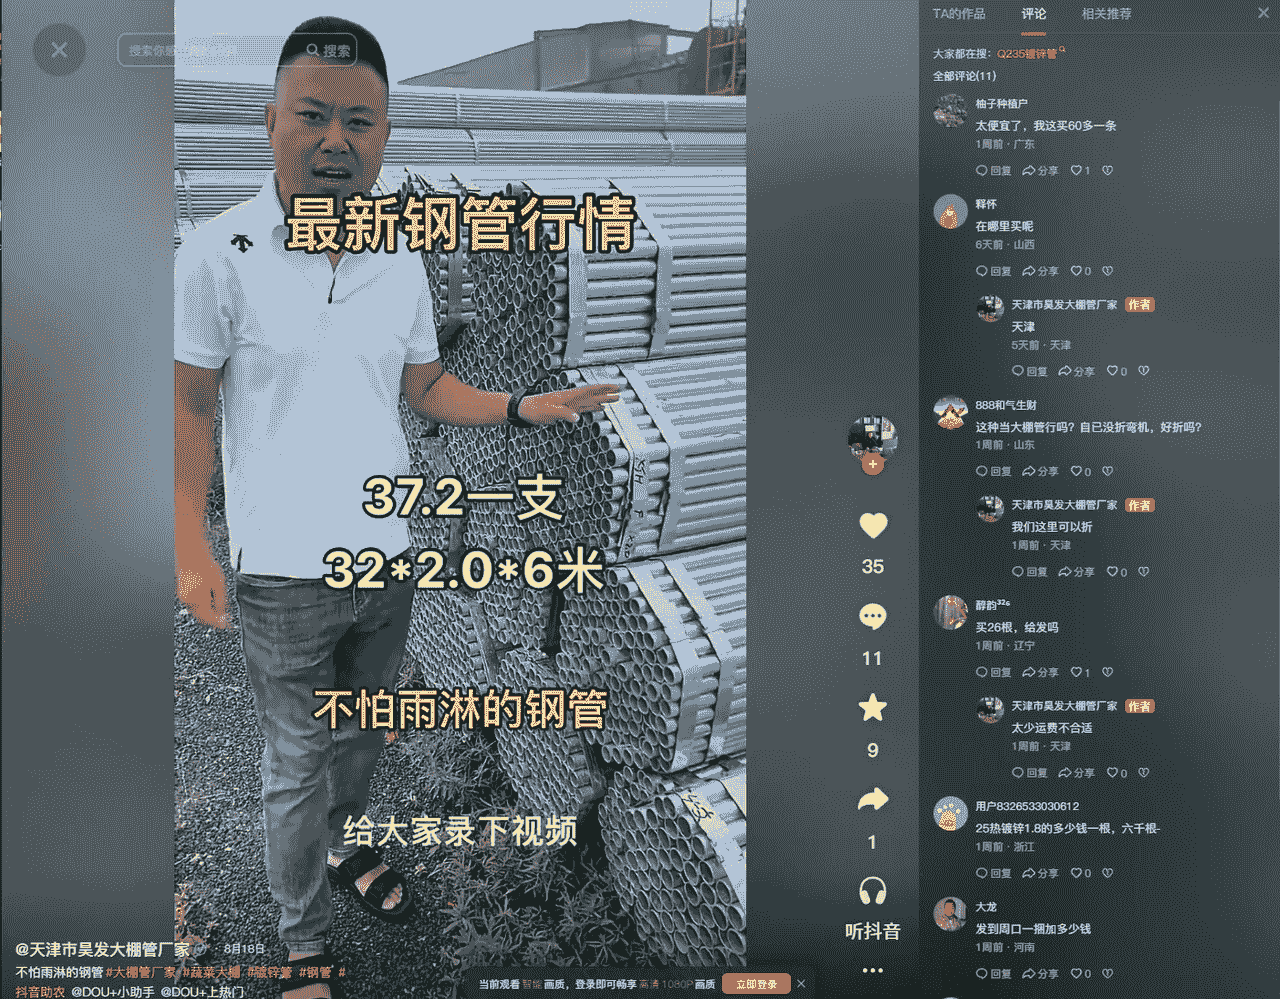 搜索
最新钢管行情
37.2一支
32*2.0*6米
不怕雨淋的钢管
给大家录下视频
@天津市昊发大棚管厂家 · 8月18日
不怕雨淋的钢管 #大棚管厂家 #蔬菜大棚 #镀锌管 #钢管 #
抖音助农 @DOU+小助手 @DOU+上热门
35
11
9
1
听抖音
当前观看 智能 画质，登录即可畅享 高清 1080P 画质 立即登录
TA的作品 评论 相关推荐
大家都在搜：Q235镀锌管
全部评论(11)
柚子种植户
太便宜了，我这买60多一条
1周前 · 广东
回复 分享 1
释怀
在哪里买呢
6天前 · 山西
回复 分享 0
天津市昊发大棚管厂家 作者
天津
5天前 · 天津
回复 分享 0
888和气生财
这种当大棚管行吗？自已没折弯机，好折吗？
1周前 · 山东
回复 分享 0
天津市昊发大棚管厂家 作者
我们这里可以折
1周前 · 天津
回复 分享 0
醇韵³²⁶
买26根，给发吗
1周前 · 辽宁
回复 分享 1
天津市昊发大棚管厂家 作者
太少运费不合适
1周前 · 天津
回复 分享 0
用户8326533030612
25热镀锌1.8的多少钱一根，六千根-
1周前 · 浙江
回复 分享 0
大龙
发到周口一捆加多少钱
1周前 · 河南
回复 分享 0